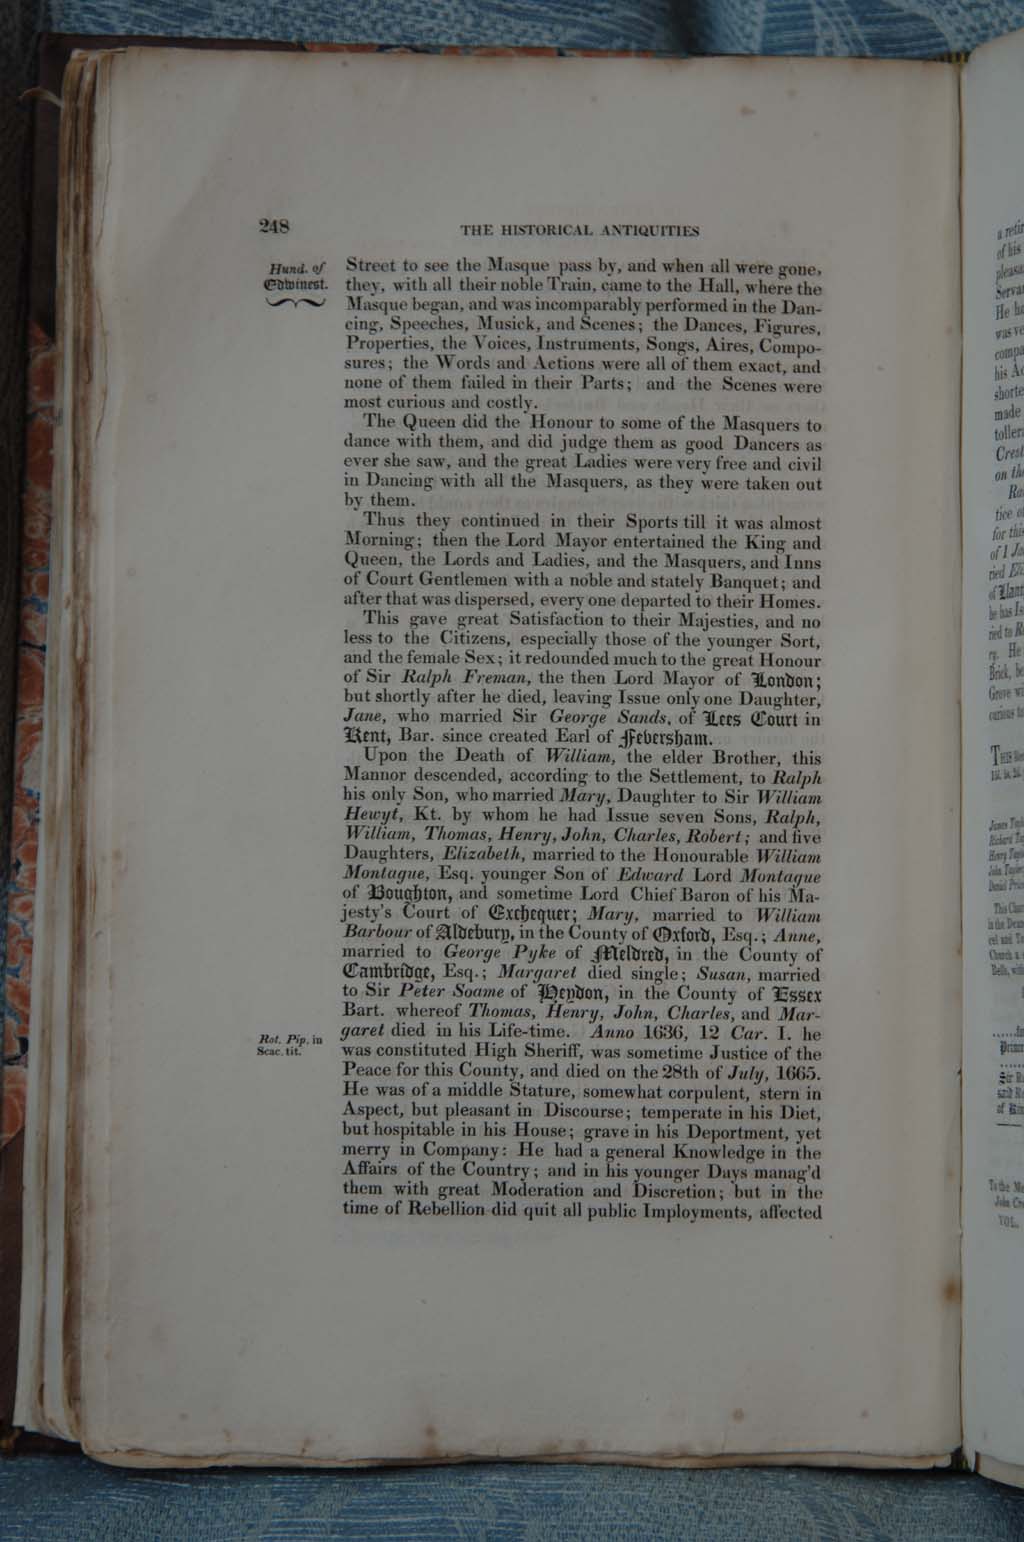 248 THE HISTORICAL ANTIQUITIES
Hund. of
Edwinest.
Street to see the Masque pass by, and when all were gone,
they, with all their noble Train, came to the Hall, where the
Masque began, and was incomparably performed in the Dan-
cing, Speeches, Musick, and Scenes; the Dances, Figures,
Properties, the Voices, Instruments, Songs, Aires, Compo-
sures; the Words and Actions were all of them exact, and
none of them failed in their Parts; and the Scenes were
most curious and costly.
The Queen did the Honour to some of the Masquers to
dance with them, and did judge them as good Dancers as
ever she saw, and the great Ladies were very free and civil
in Dancing with all the Masquers, as they were taken out
by them.
Thus they continued in their Sports till it was almost
Morning; then the Lord Mayor entertained the King and
Queen, the Lords and Ladies, and the Masquers, and Inns
of Court Gentlemen with a noble and stately Banquet; and
after that was dispersed, every one departed to their Homes.
This gave great Satisfaction to their Majesties, and no
less to the Citizens, especially those of the younger Sort,
and the female Sex; it redounded much to the great Honour
of Sir Ralph Freman, the then Lord Mayor of London;
but shortly after he died, leaving Issue only one Daughter,
Jane, who married Sir George Sands, of Lees Court in
Kent, Bar. since created Earl of Feversham.
Upon the Death of William, the elder Brother, this
Mannor descended, according to the Settlement, to Ralph
his only Son, who married Mary, Daughter to Sir William
Hewyt, Kt. by whom he had Issue seven Sons, Ralph,
William, Thomas, Henry, John, Charles, Robert; and five
Daughters, Elizabeth, married to the Honourable William
Montague, Esq. younger Son of Edward Lord Montague
of Boughton, and sometime Lord Chief Baron of his Ma-
jesty's Court of Exchequer; Mary, married to William
Barbour of Aldebury, in the County of Oxford, Esq.; Anne,
married to George Pyke of Meldred, in the County of
Cambridge, Esq.; Margaret died single; Susan, married
to Sir Peter Soame of Heydon, in the County of Essex
Bart. whereof Thomas, Henry, John, Charles, and Mar-
garet died in his Life-time. Anno 1636, 12 Car. I. he
Rot. Pip. in
Scac. tit.
was constituted High Sheriff, was sometime Justice of the
Peace for this County, and died on the 28th of July, 1665.
He was of a middle Stature, somewhat corpulent, stern in
Aspect, but pleasant in Discourse; temperate in his Diet,
but hospitable in his House; grave in his Deportment, yet
merry in Company: He had a general Knowledge in the
Affairs of the Country; and in his younger Days manag'd
them with great Moderation and Discretion; but in the
time of Rebellion did quit all public Imployments, affected